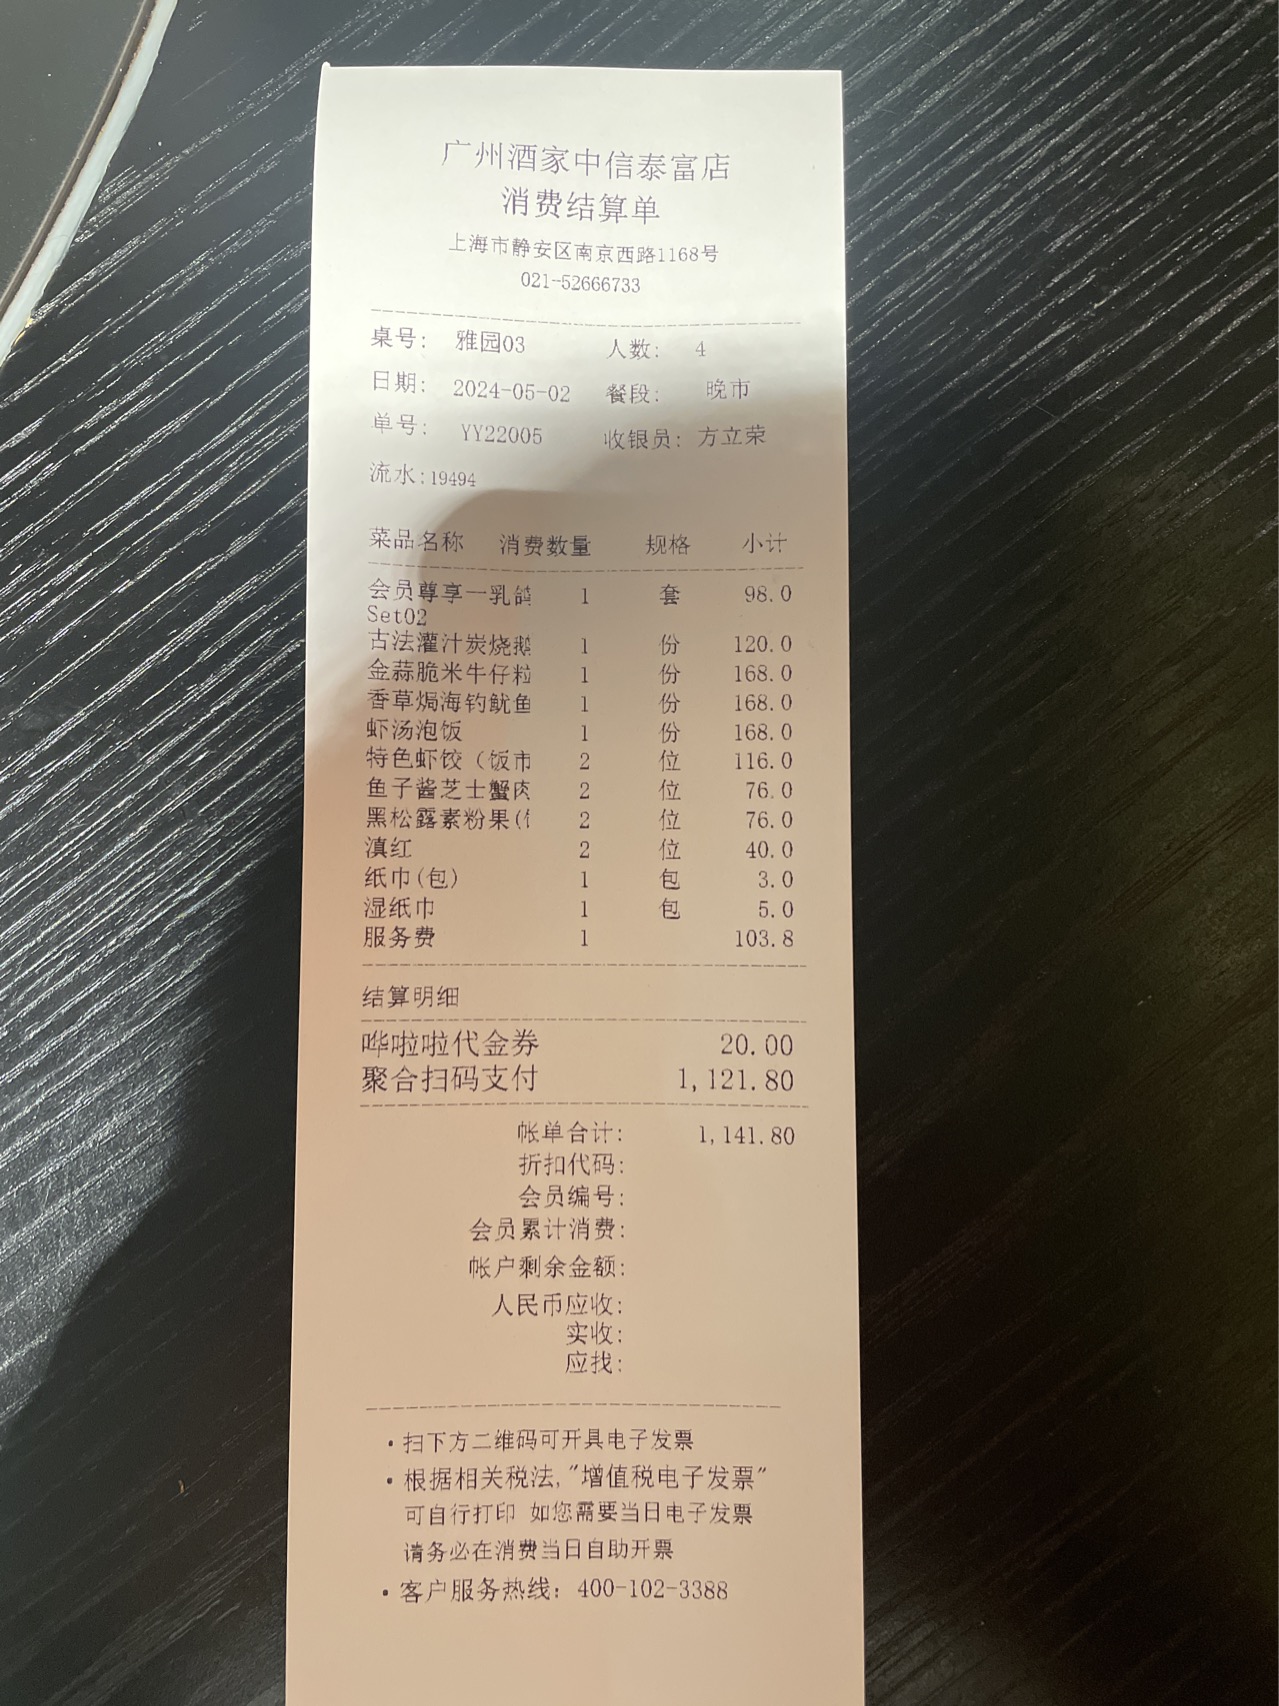 广州酒家中信泰富店
消费结算单
上海市静安区南京西路1168号
021-52666733
桌号: 雅园03 人数: 4
日期: 2024-05-02 餐段: 晚市
单号: YY22005 收银员: 方立荣
流水:19494
菜品名称 消费数量 规格 小计
会员尊享一乳鸽 1 套 98.0
Set02
古法灌汁炭烧鹅 1 份 120.0
金蒜脆米牛仔粒 1 份 168.0
香草焗海钓鱿鱼 1 份 168.0
虾汤泡饭 1 份 168.0
特色虾饺（饭市 2 位 116.0
鱼子酱芝士蟹肉 2 位 76.0
黑松露素粉果( 2 位 76.0
滇红 2 位 40.0
纸巾(包) 1 包 3.0
湿纸巾 1 包 5.0
服务费 1 103.8
结算明细
哗啦啦代金券 20.00
聚合扫码支付 1,121.80
帐单合计: 1,141.80
折扣代码:
会员编号:
会员累计消费:
帐户剩余金额:
人民币应收:
实收:
应找:
·扫下方二维码可开具电子发票
·根据相关税法,"增值税电子发票"
可自行打印 如您需要当日电子发票
请务必在消费当日自助开票
·客户服务热线: 400-102-3388